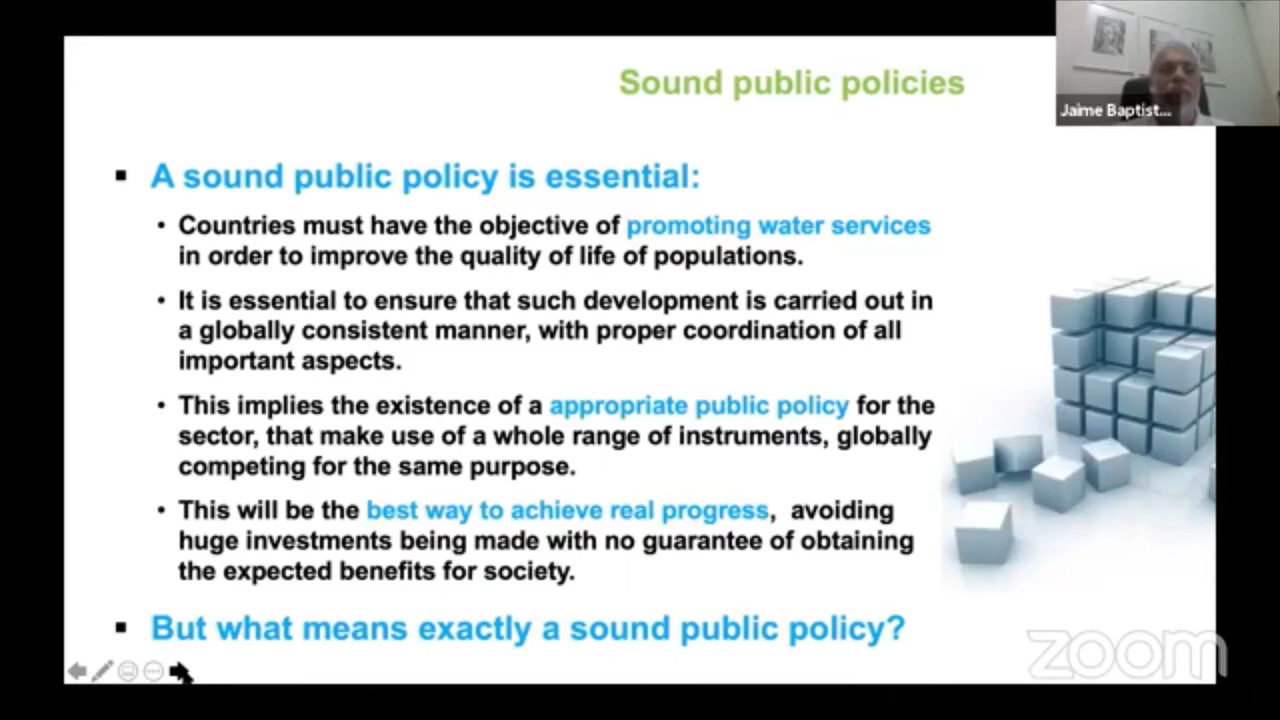 Sound public policies
Jaime Baptist...
A sound public policy is essential:
Countries must have the objective of promoting water services
in order to improve the quality of life of populations.
It is essential to ensure that such development is carried out in
a globally consistent manner, with proper coordination of all
important aspects.
This implies the existence of a appropriate public policy for the
sector, that make use of a whole range of instruments, globally
competing for the same purpose.
This will be the best way to achieve real progress, avoiding
huge investments being made with no guarantee of obtaining
the expected benefits for society.
But what means exactly a sound public policy?
zoom